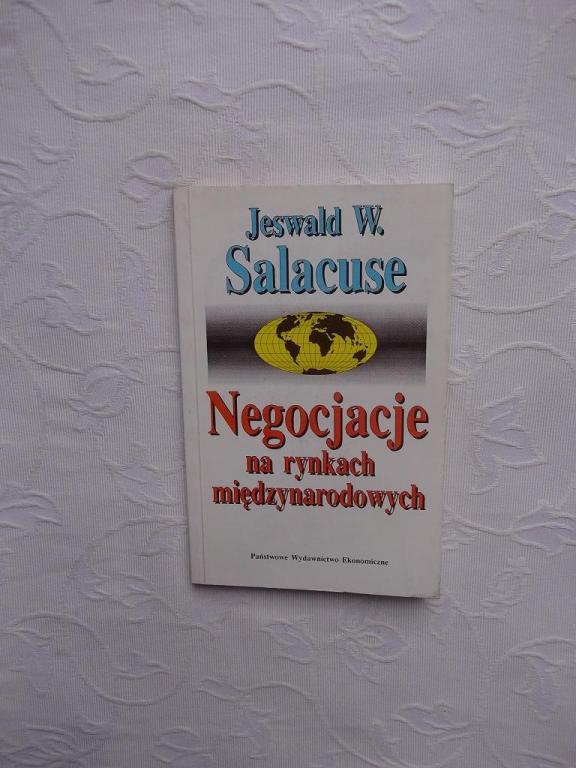 Jeswald W.
Salacuse
Negocjacje
na rynkach
międzynarodowych
Państwowe Wydawnictwo Ekonomiczne